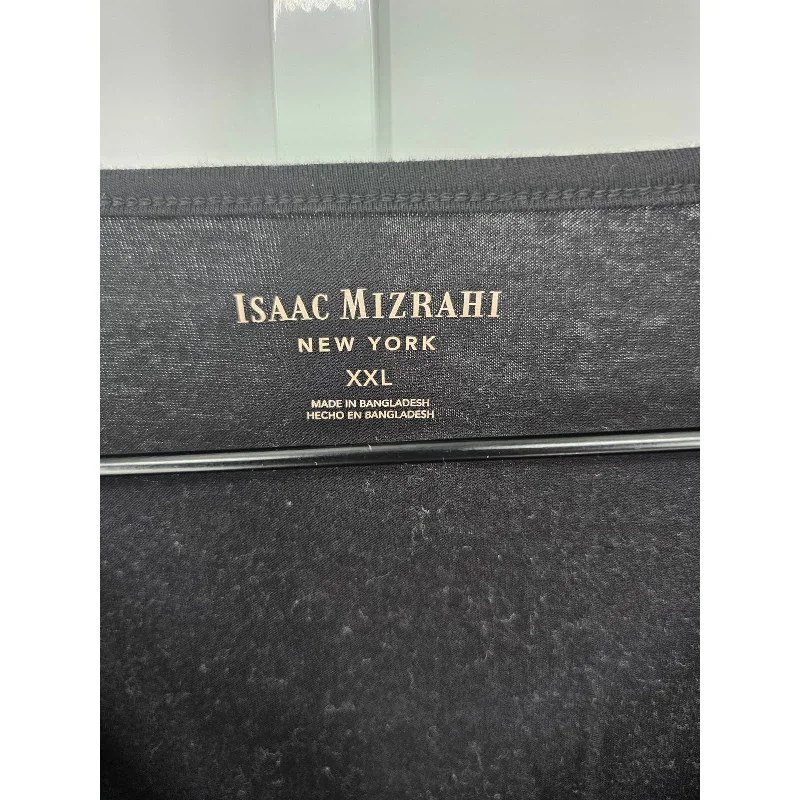 ISAAC MIZRAHI
NEW YORK
XXL
MADE IN BANGLADESH
HECHO EN BANGLADESH